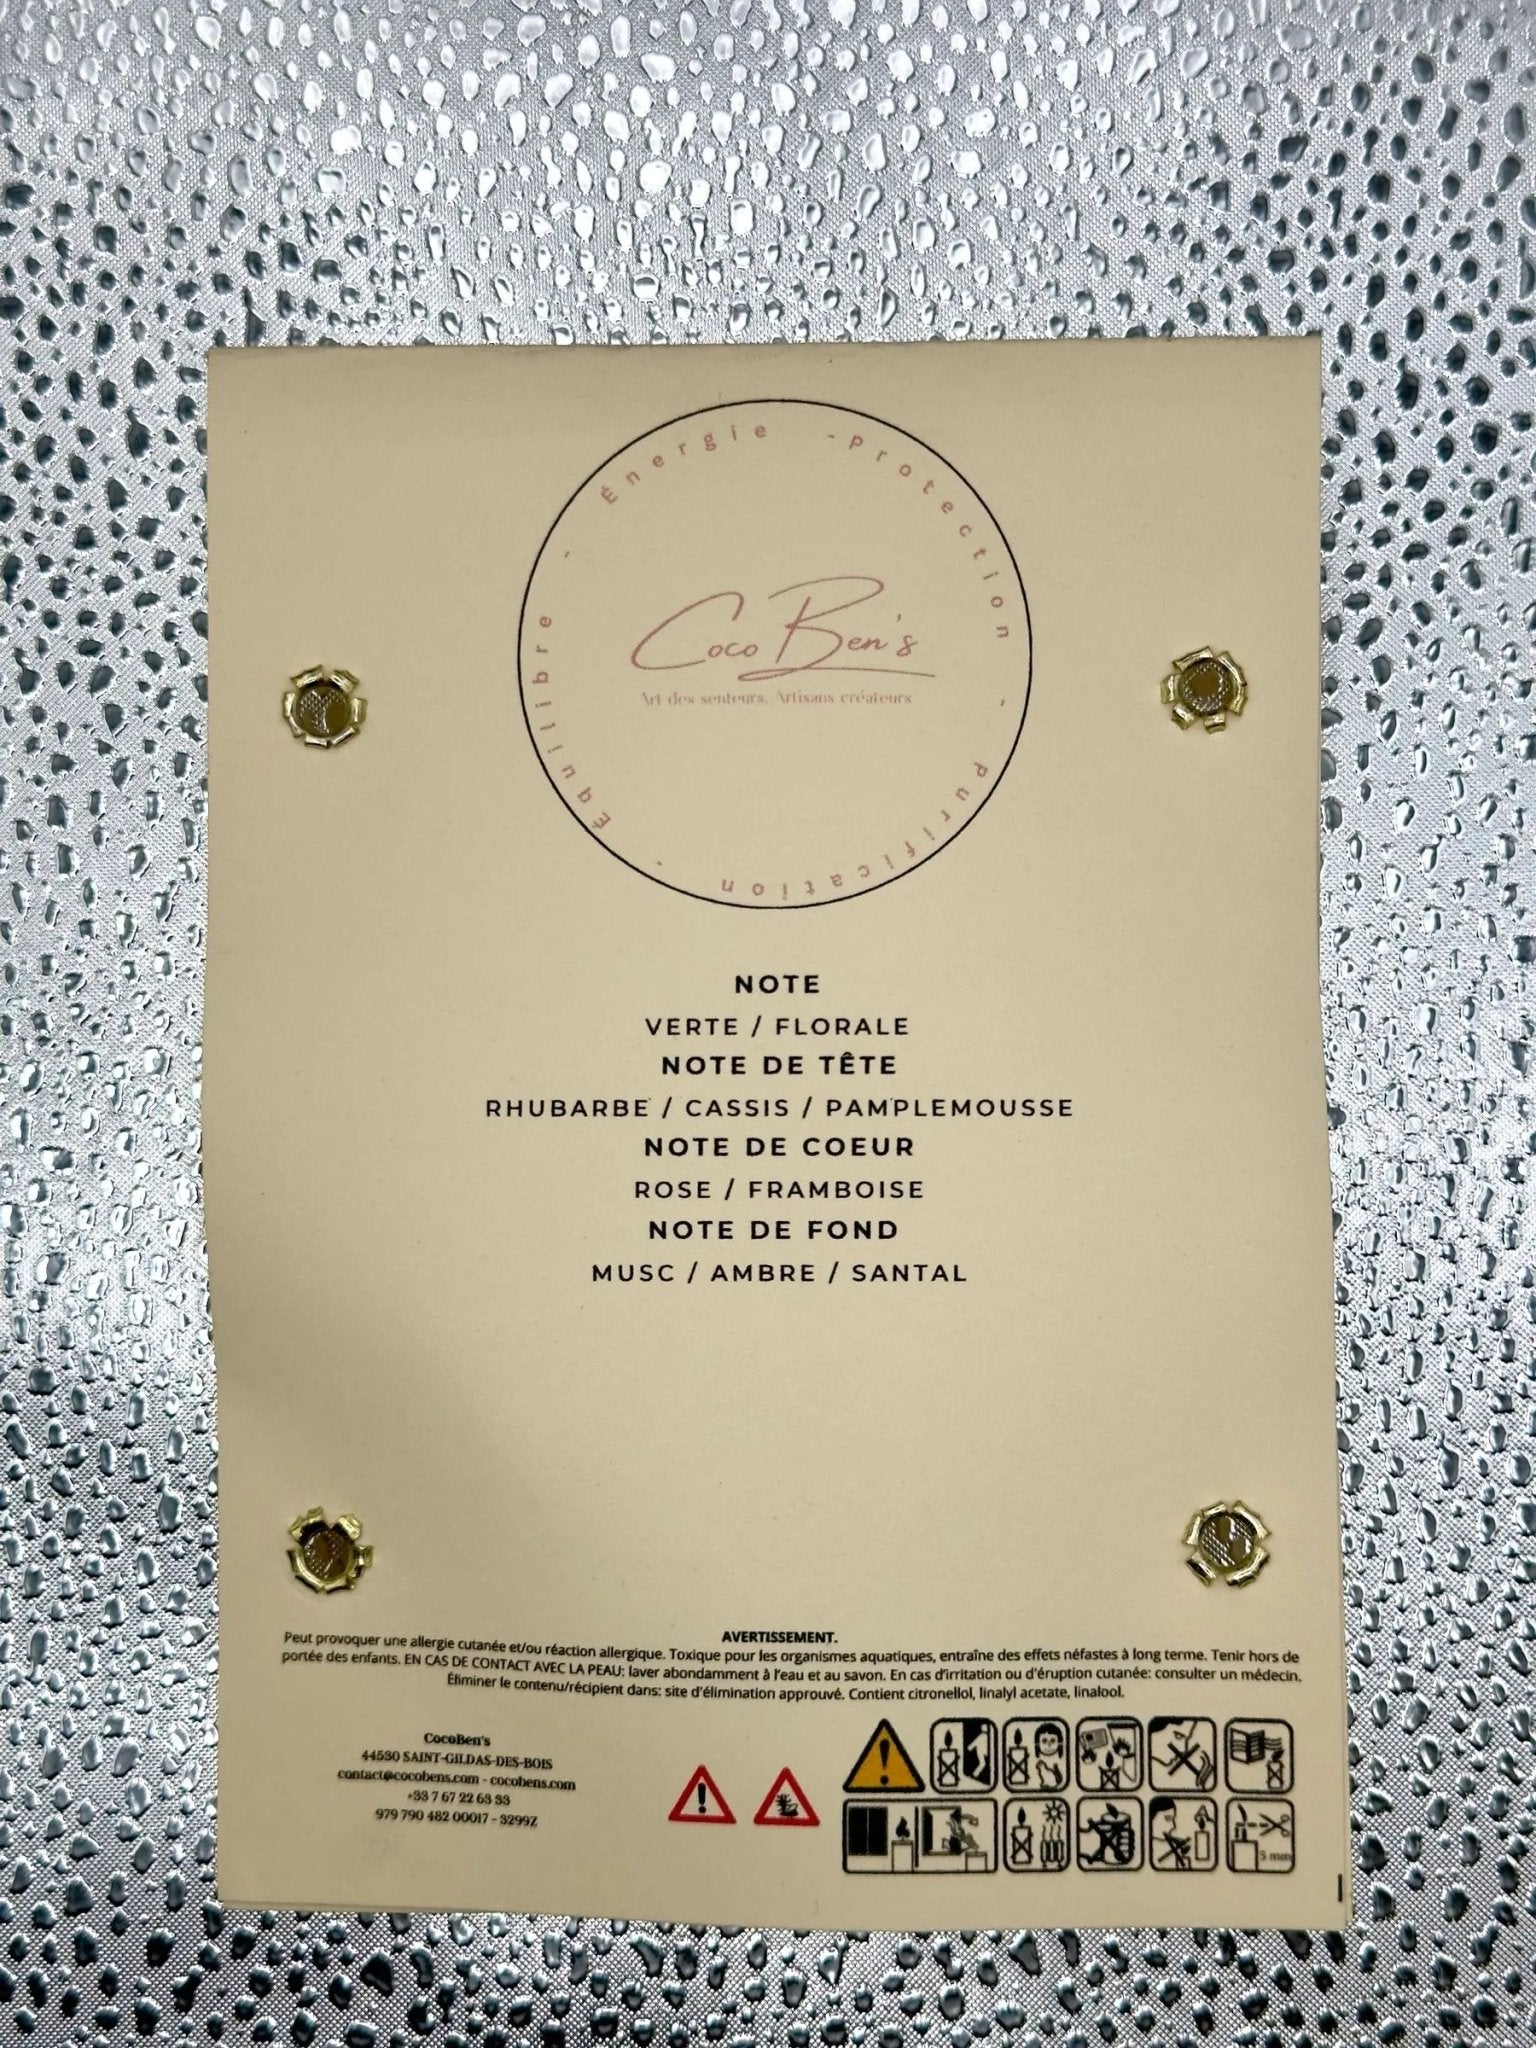 Énergie - protection - purification - Équilibre -
Coco Ben's
Art des senteurs, Artisans créateurs
NOTE
VERTE / FLORALE
NOTE DE TÊTE
RHUBARBE / CASSIS / PAMPLEMOUSSE
NOTE DE COEUR
ROSE / FRAMBOISE
NOTE DE FOND
MUSC / AMBRE / SANTAL
AVERTISSEMENT.
Peut provoquer une allergie cutanée et/ou réaction allergique. Toxique pour les organismes aquatiques, entraîne des effets néfastes à long terme. Tenir hors de
portée des enfants. EN CAS DE CONTACT AVEC LA PEAU: laver abondamment à l'eau et au savon. En cas d'irritation ou d'éruption cutanée: consulter un médecin.
Éliminer le contenu/récipient dans: site d'élimination approuvé. Contient citronellol, linalyl acetate, linalool.
CocoBen's
44530 SAINT-GILDAS-DES-BOIS
contact@cocobens.com - cocobens.com
+33 7 67 22 63 33
979 790 482 00017 - 3299Z
5 mm